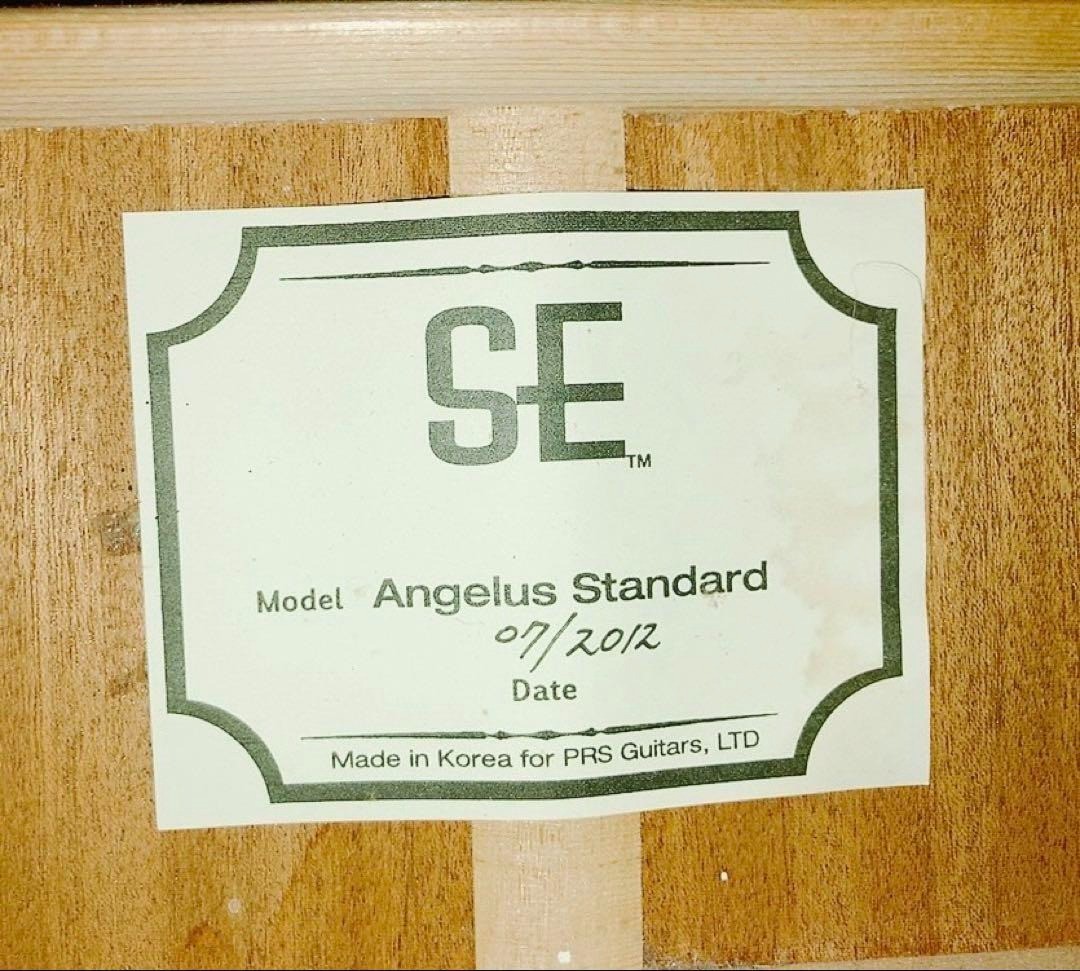 SE™
Model Angelus Standard
07/2012
Date
Made in Korea for PRS Guitars, LTD